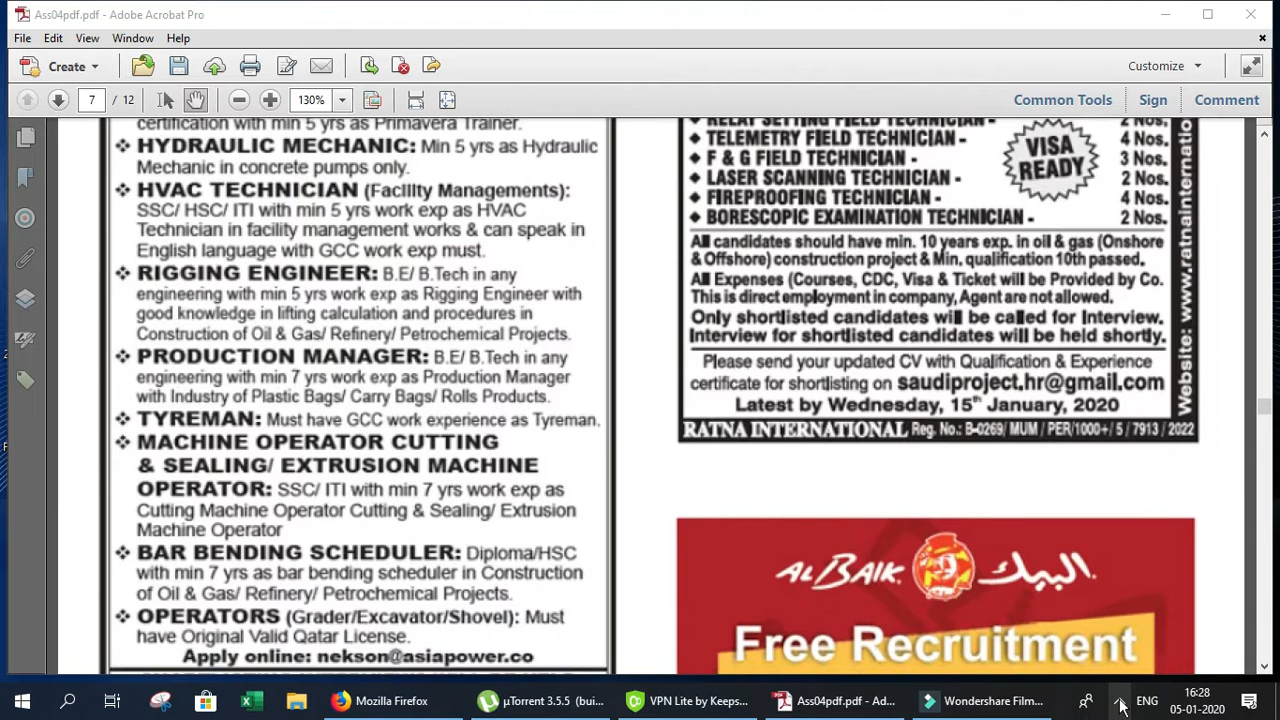 Ass04pdf.pdf - Adobe Acrobat Pro
File Edit View Window Help
Create
Customize
7 / 12
130%
Common Tools
Sign
Comment
certification with min 5 yrs as Primavera Trainer.
❖ HYDRAULIC MECHANIC: Min 5 yrs as Hydraulic
Mechanic in concrete pumps only.
❖ HVAC TECHNICIAN (Facility Managements):
SSC/ HSC/ ITI with min 5 yrs work exp as HVAC
Technician in facility management works & can speak in
English language with GCC work exp must.
❖ RIGGING ENGINEER: B.E/ B.Tech in any
engineering with min 5 yrs work exp as Rigging Engineer with
good knowledge in lifting calculation and procedures in
Construction of Oil & Gas/ Refinery/ Petrochemical Projects.
❖ PRODUCTION MANAGER: B.E/ B.Tech in any
engineering with min 7 yrs work exp as Production Manager
with Industry of Plastic Bags/ Carry Bags/ Rolls Products.
❖ TYREMAN: Must have GCC work experience as Tyreman.
❖ MACHINE OPERATOR CUTTING
& SEALING/ EXTRUSION MACHINE
OPERATOR: SSC/ ITI with min 7 yrs work exp as
Cutting Machine Operator Cutting & Sealing/ Extrusion
Machine Operator
❖ BAR BENDING SCHEDULER: Diploma/HSC
with min 7 yrs as bar bending scheduler in Construction
of Oil & Gas/ Refinery/ Petrochemical Projects.
❖ OPERATORS (Grader/Excavator/Shovel): Must
have Original Valid Qatar License.
Apply online: nekson@asiapower.co
◆ RELAY SETTING FIELD TECHNICIAN - 2 Nos.
◆ TELEMETRY FIELD TECHNICIAN - 4 Nos.
◆ F & G FIELD TECHNICIAN - 3 Nos.
◆ LASER SCANNING TECHNICIAN - 2 Nos.
◆ FIREPROOFING TECHNICIAN - 4 Nos.
◆ BORESCOPIC EXAMINATION TECHNICIAN - 2 Nos.
VISA
READY
All candidates should have min. 10 years exp. in oil & gas (Onshore
& Offshore) construction project & Min. qualification 10th passed.
All Expenses (Courses, CDC, Visa & Ticket will be Provided by Co.
This is direct employment in company, Agent are not allowed.
Only shortlisted candidates will be called for Interview.
Interview for shortlisted candidates will be held shortly.
Please send your updated CV with Qualification & Experience
certificate for shortlisting on saudiproject.hr@gmail.com
Latest by Wednesday, 15th January, 2020
RATNA INTERNATIONAL Reg. No.: B-0269/ MUM / PER/1000+/ 5 / 7913 / 2022
Website: www.ratnainternatio
ALBAIK. البيك.
Free Recruitment
Mozilla Firefox
µTorrent 3.5.5 (bui...
VPN Lite by Keeps...
Ass04pdf.pdf - Ad...
Wondershare Film...
ENG
16:28
05-01-2020